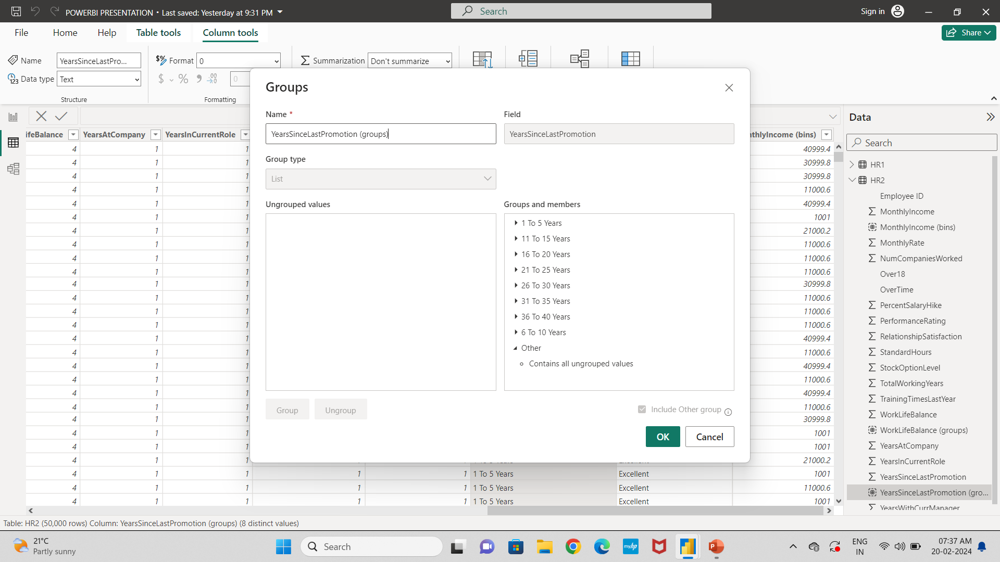 POWERBI PRESENTATION • Last saved: Yesterday at 9:31 PM
Search
Sign in
File
Home
Help
Table tools
Column tools
Share
Name
YearsSinceLastPro...
Format
0
Summarization
Don't summarize
Data type
Text
$
%
0
Structure
Formatting
Groups
Name *
YearsSinceLastPromotion (groups)
Field
YearsSinceLastPromotion
Group type
List
Ungrouped values
Groups and members
1 To 5 Years
11 To 15 Years
16 To 20 Years
21 To 25 Years
26 To 30 Years
31 To 35 Years
36 To 40 Years
6 To 10 Years
Other
Contains all ungrouped values
Group
Ungroup
Include Other group
OK
Cancel
ifeBalance YearsAtCompany YearsInCurrentRole thlyIncome (bins)
4 1 1 40999.4
4 1 1 30999.8
4 1 1 30999.8
4 1 1 11000.6
4 1 1 40999.4
4 1 1 1001
4 1 1 21000.2
4 1 1 11000.6
4 1 1 11000.6
4 1 1 11000.6
4 1 1 30999.8
4 1 1 11000.6
4 1 1 11000.6
4 1 1 11000.6
4 1 1 40999.4
4 1 1 11000.6
4 1 1 40999.4
4 1 1 11000.6
4 1 1 40999.4
4 1 1 11000.6
4 1 1 30999.8
4 1 1 1001
4 1 1 1001
4 1 1 21000.2
4 1 1 1 1 1 To 5 Years Excellent 1001
4 1 1 1 1 1 To 5 Years Excellent 11000.6
4 1 1 1 1 1 To 5 Years Excellent 1001
Data
Search
HR1
HR2
Employee ID
MonthlyIncome
MonthlyIncome (bins)
MonthlyRate
NumCompaniesWorked
Over18
OverTime
PercentSalaryHike
PerformanceRating
RelationshipSatisfaction
StandardHours
StockOptionLevel
TotalWorkingYears
TrainingTimesLastYear
WorkLifeBalance
WorkLifeBalance (groups)
YearsAtCompany
YearsInCurrentRole
YearsSinceLastPromotion
YearsSinceLastPromotion (gro...
YearsWithCurrManager
Table: HR2 (50,000 rows) Column: YearsSinceLastPromotion (groups) (8 distinct values)
21°C
Partly sunny
Search
myhp
ENG
IN
07:37 AM
20-02-2024